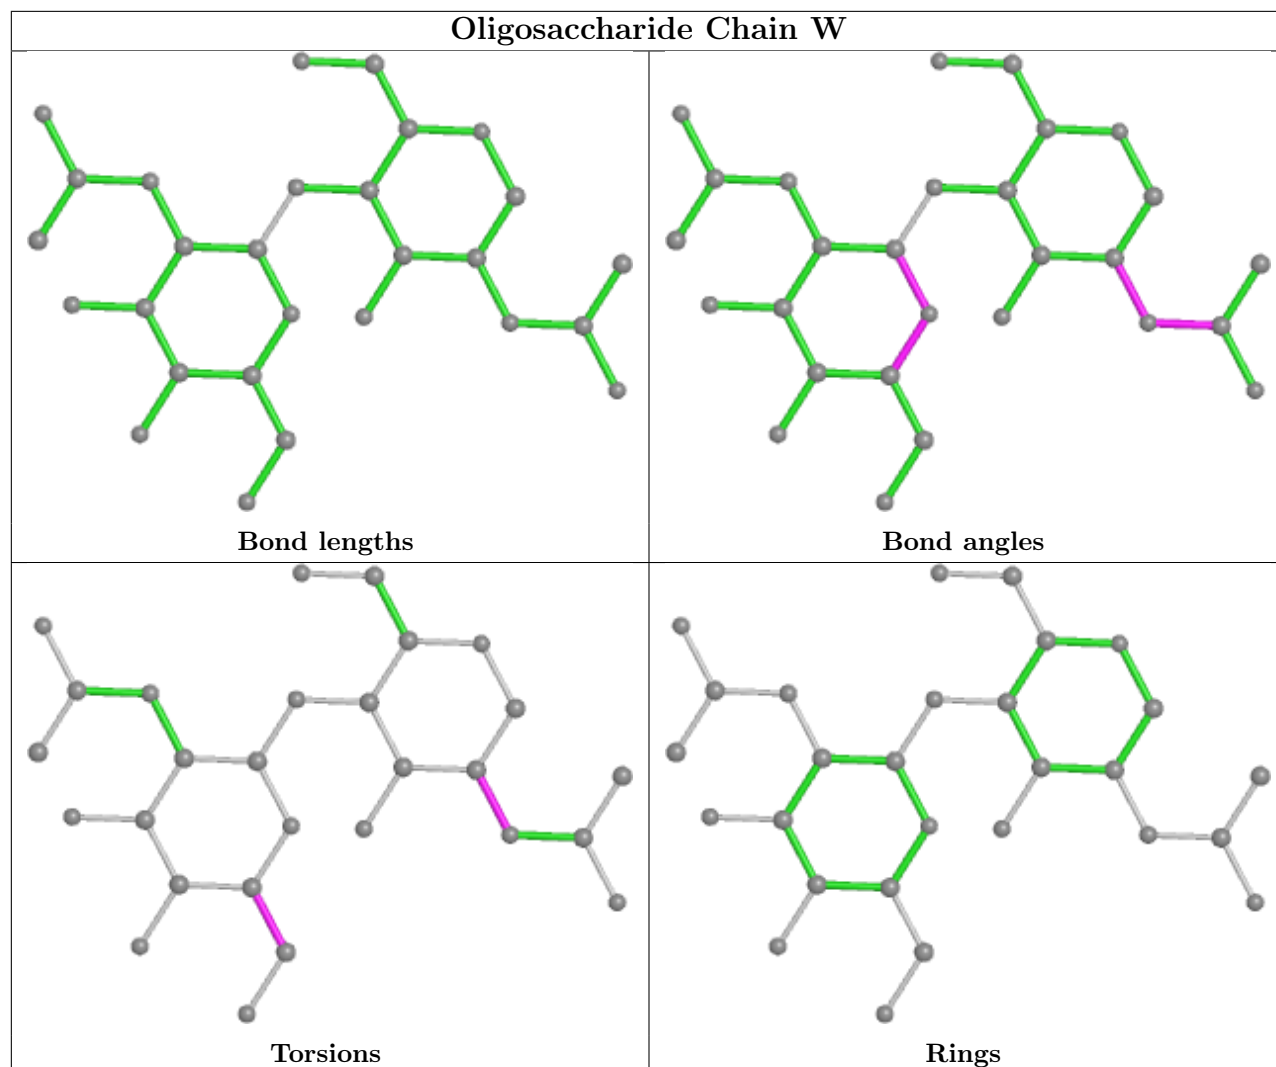 Oligosaccharide Chain W
Bond lengths
Bond angles
Torsions
Rings